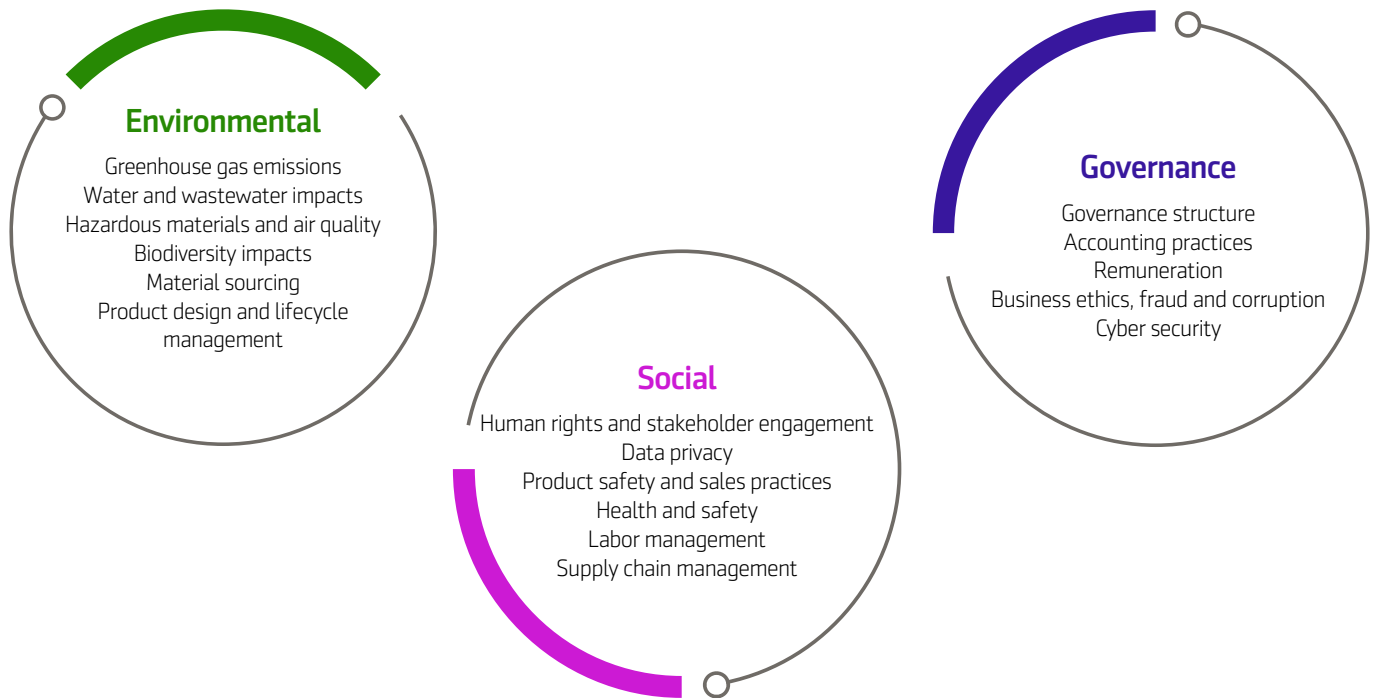 Environmental
Greenhouse gas emissions
Water and wastewater impacts
Hazardous materials and air quality
Biodiversity impacts
Material sourcing
Product design and lifecycle
management
Social
Human rights and stakeholder engagement
Data privacy
Product safety and sales practices
Health and safety
Labor management
Supply chain management
Governance
Governance structure
Accounting practices
Remuneration
Business ethics, fraud and corruption
Cyber security